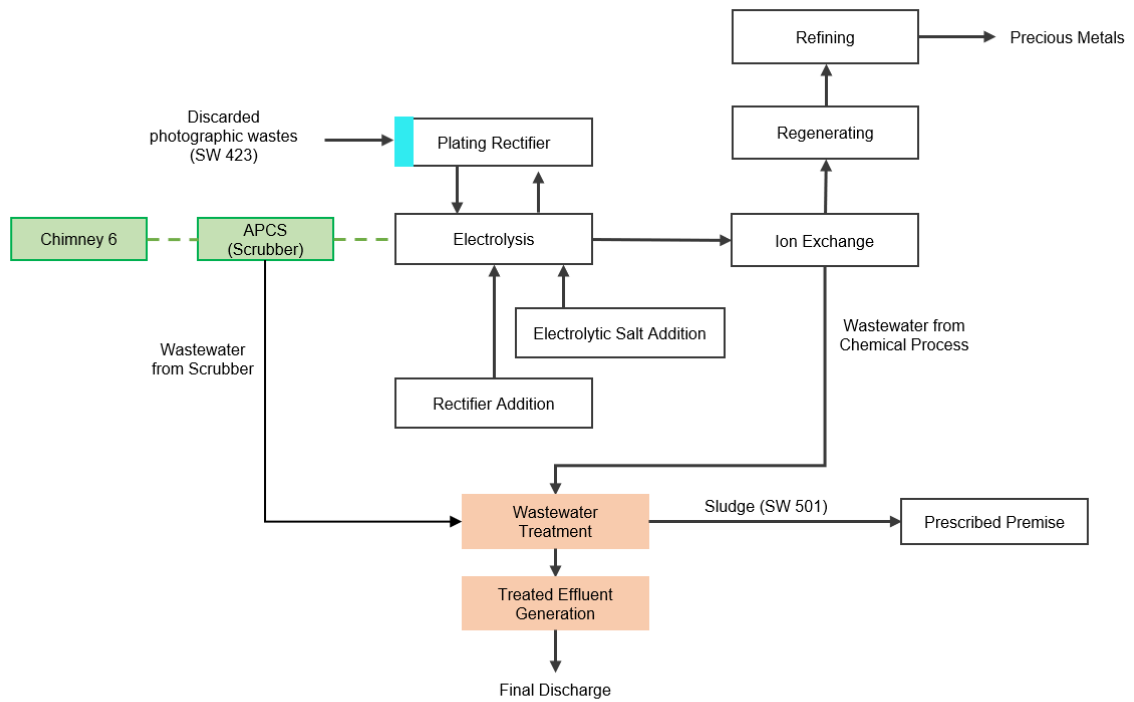 Refining
Precious Metals
Discarded
photographic wastes
(SW 423)
Plating Rectifier
Regenerating
Chimney 6
APCS
(Scrubber)
Electrolysis
Ion Exchange
Electrolytic Salt Addition
Wastewater from
Chemical Process
Wastewater
from Scrubber
Rectifier Addition
Wastewater
Treatment
Sludge (SW 501)
Prescribed Premise
Treated Effluent
Generation
Final Discharge